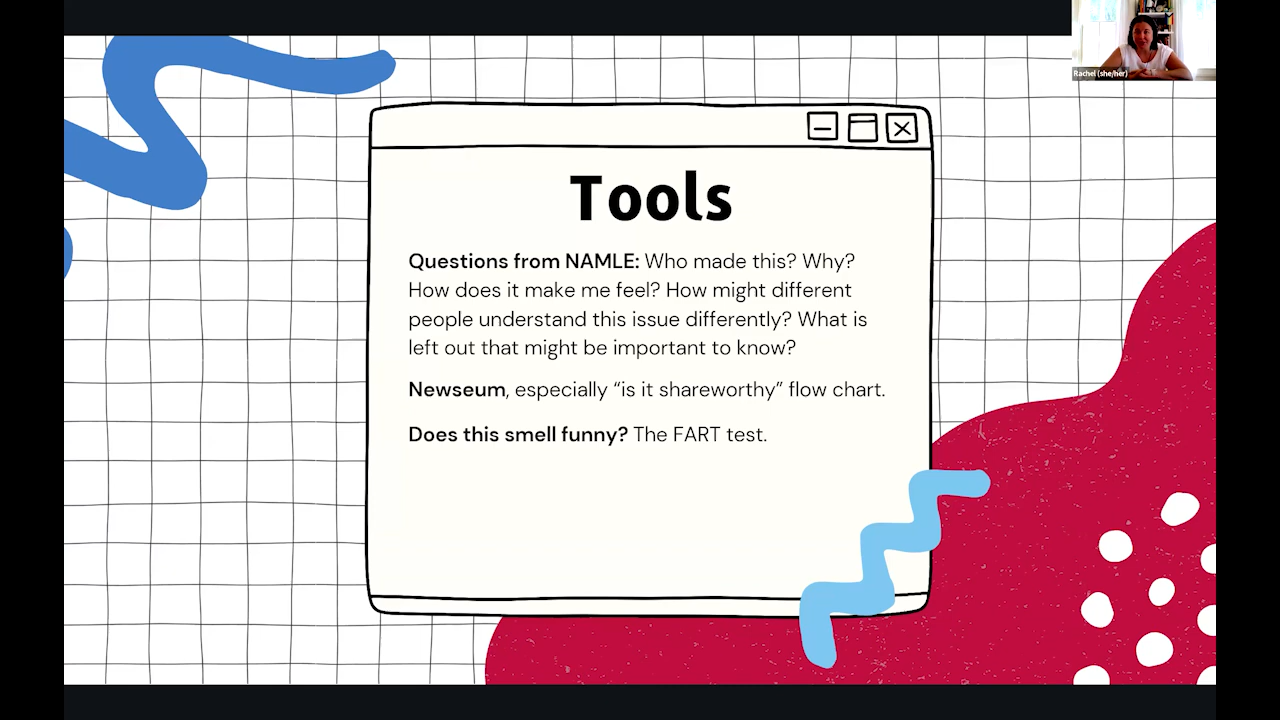 Rachel (she/her)
Tools
Questions from NAMLE: Who made this? Why?
How does it make me feel? How might different
people understand this issue differently? What is
left out that might be important to know?
Newseum, especially “is it shareworthy” flow chart.
Does this smell funny? The FART test.